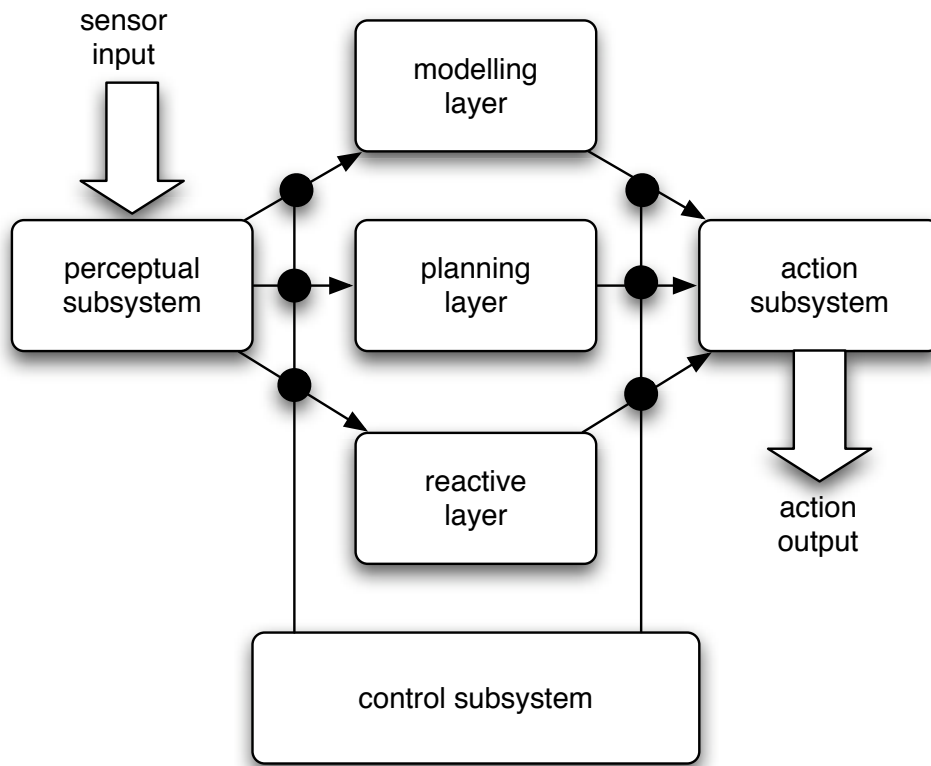 sensor
input
modelling
layer
perceptual
subsystem
planning
layer
action
subsystem
reactive
layer
action
output
control subsystem